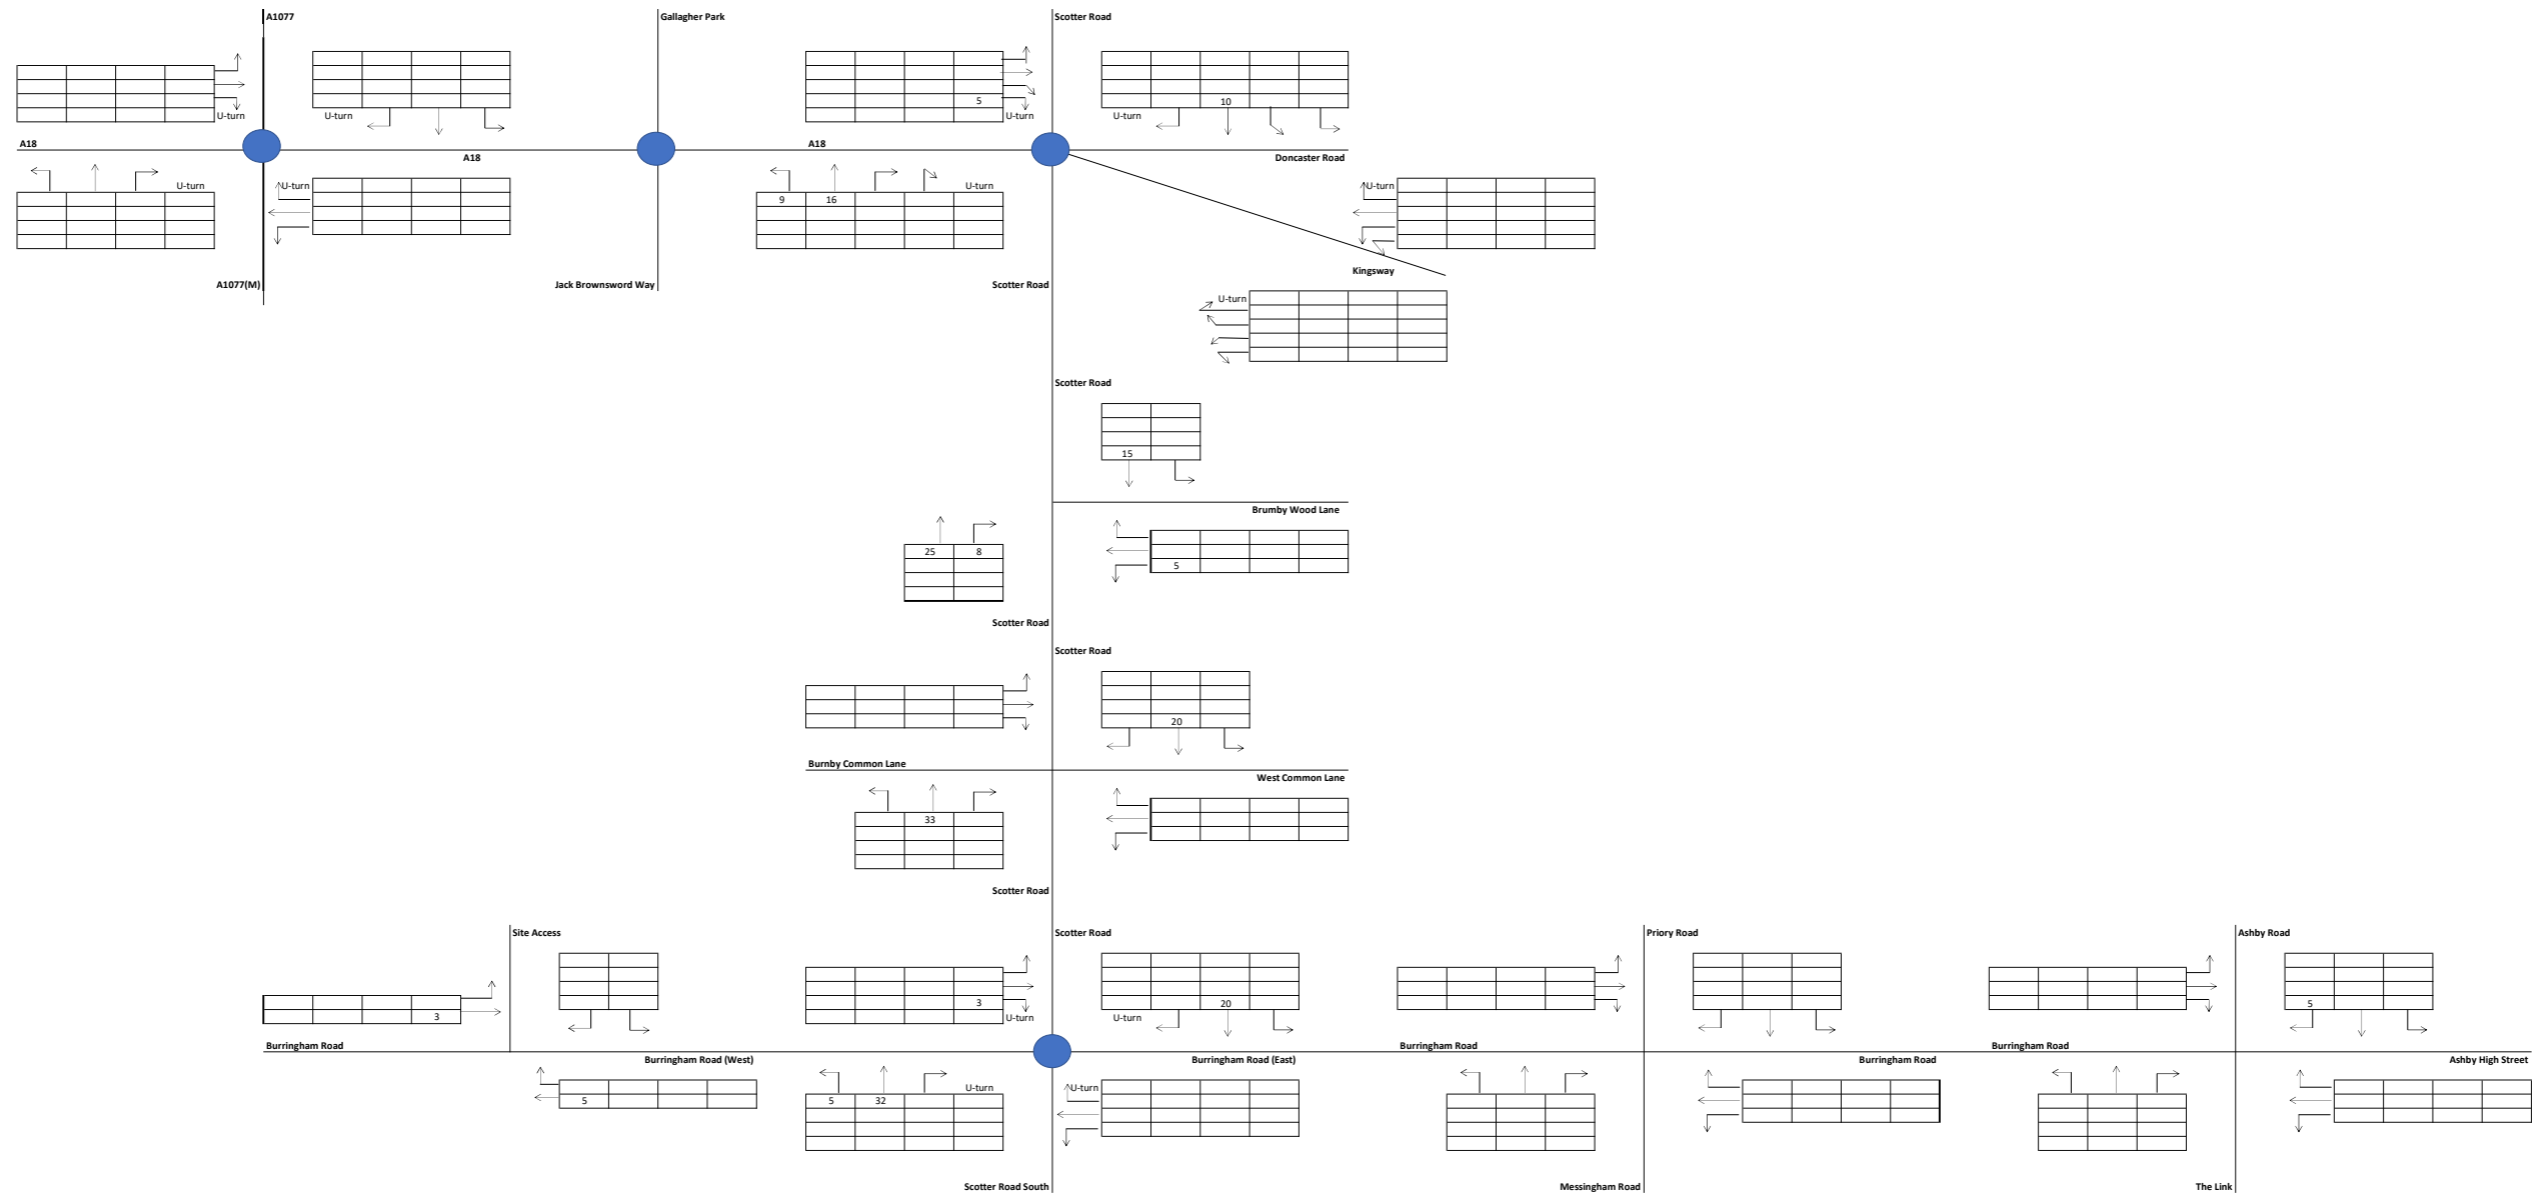 A1077
Gallagher Park
Scotter Road
5
10
U-turn
U-turn
U-turn
U-turn
A18
A18
A18
Doncaster Road
U-turn
U-turn
U-turn
U-turn
9 16
Kingsway
A1077(M)
Jack Brownsword Way
Scotter Road
U-turn
Scotter Road
15
Brumby Wood Lane
25 8
5
Scotter Road
Scotter Road
20
Burnby Common Lane
West Common Lane
33
Scotter Road
Site Access
Scotter Road
Priory Road
Ashby Road
3
3
20
5
U-turn
U-turn
Burringham Road
Burringham Road (West)
Burringham Road (East)
Burringham Road
Burringham Road
Burringham Road
Ashby High Street
U-turn
U-turn
5
5 32
Scotter Road South
Messingham Road
The Link